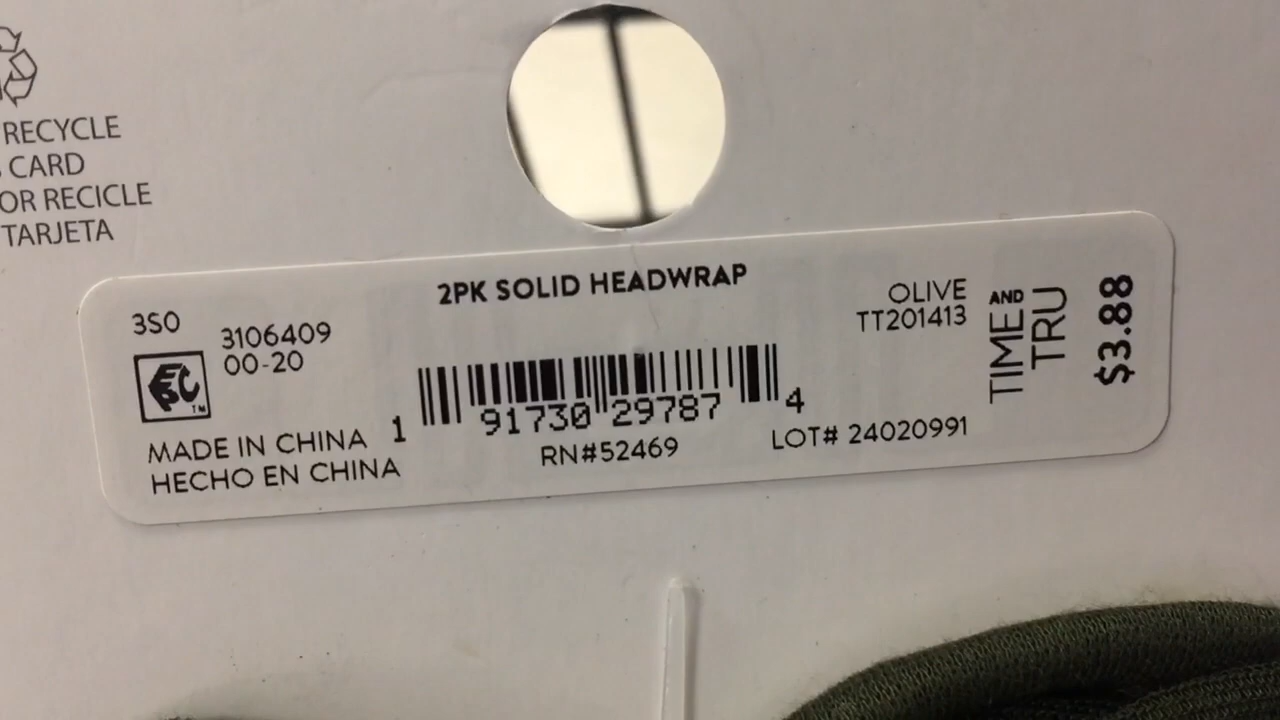 RECYCLE
CARD
OR RECICLE
TARJETA
2PK SOLID HEADWRAP
3S0
3106409
00-20
OLIVE
TT201413
TIME AND TRU
$3.88
1 91730 29787 4
MADE IN CHINA
HECHO EN CHINA
RN#52469
LOT# 24020991